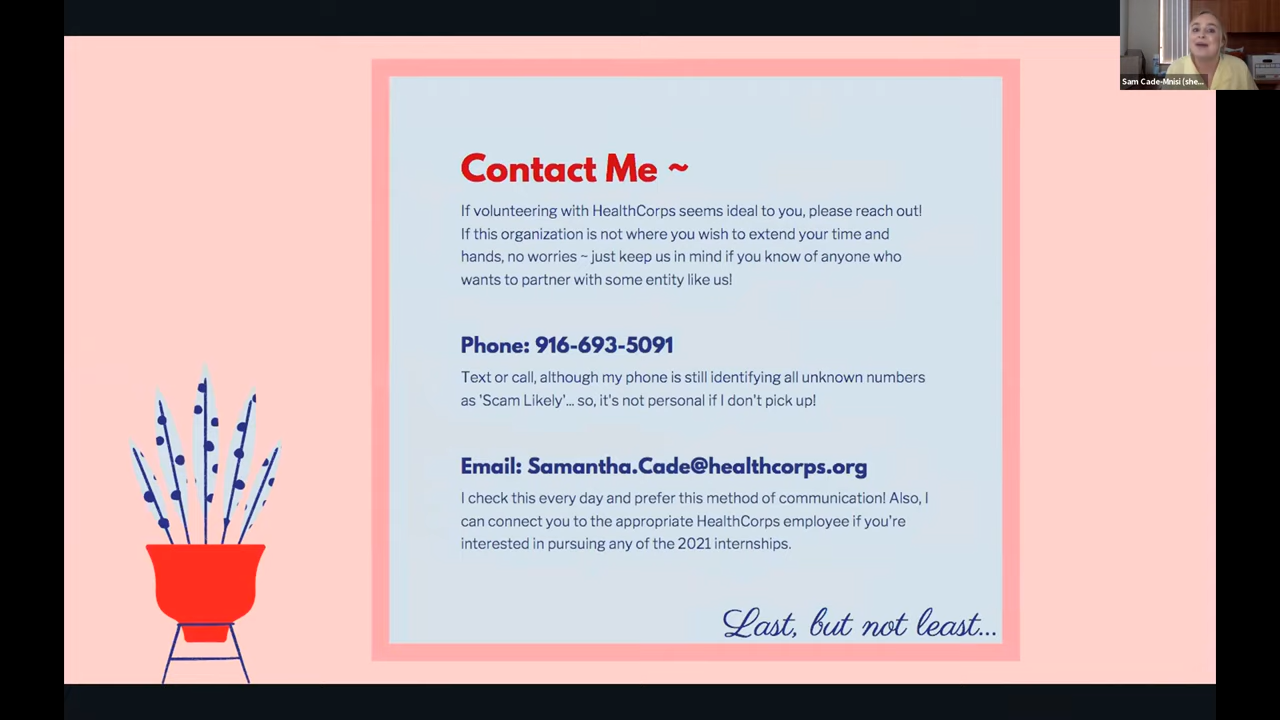 Sam Cade-Mnisi (she...
Contact Me ~
If volunteering with HealthCorps seems ideal to you, please reach out!
If this organization is not where you wish to extend your time and
hands, no worries ~ just keep us in mind if you know of anyone who
wants to partner with some entity like us!
Phone: 916-693-5091
Text or call, although my phone is still identifying all unknown numbers
as 'Scam Likely'... so, it's not personal if I don't pick up!
Email: Samantha.Cade@healthcorps.org
I check this every day and prefer this method of communication! Also, I
can connect you to the appropriate HealthCorps employee if you're
interested in pursuing any of the 2021 internships.
Last, but not least...